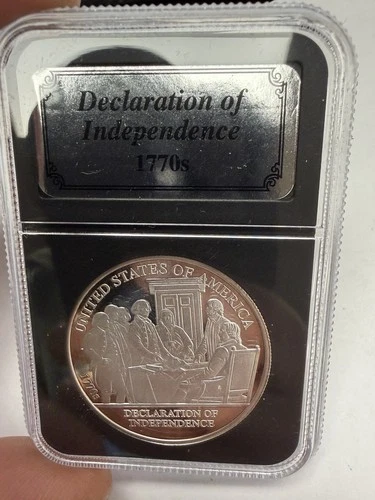 Declaration of
Independence
1770s
UNITED STATES OF AMERICA
DECLARATION OF
INDEPENDENCE